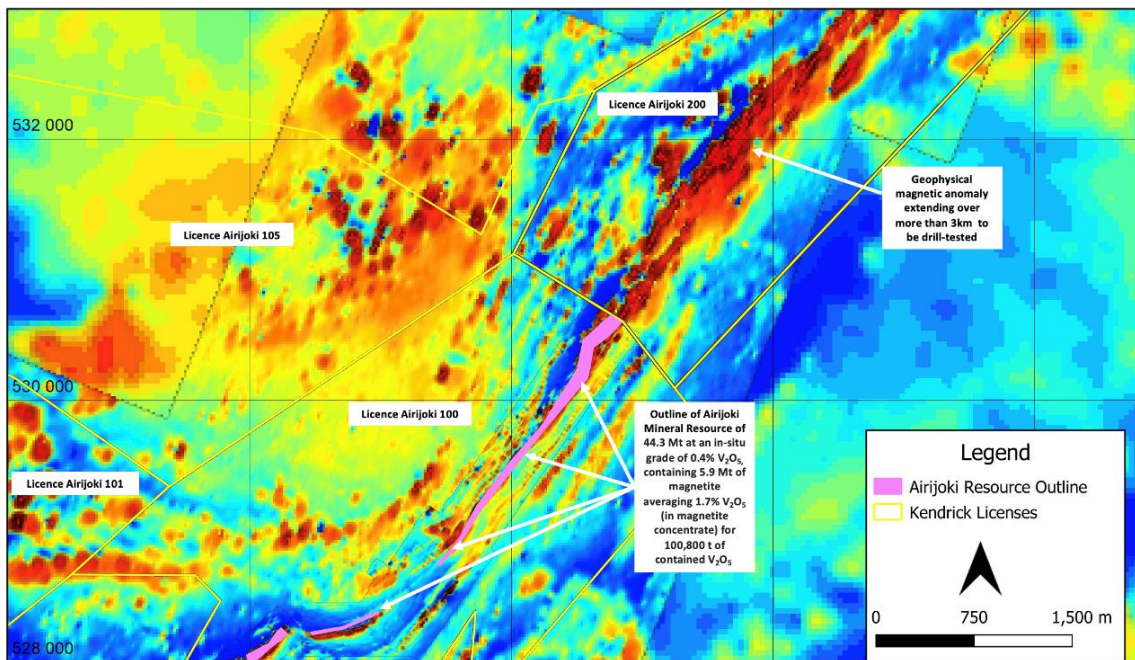 Licence Airijoki 200
532 000
Geophysical
magnetic anomaly
extending over
more than 3km to
be drill-tested
Licence Airijoki 105
530 000
Licence Airijoki 100
Outline of Airijoki
Mineral Resource of
44.3 Mt at an in-situ
grade of 0.4% V₂O₅,
containing 5.9 Mt of
magnetite
averaging 1.7% V₂O₅
(in magnetite
concentrate) for
100,800 t of
contained V₂O₅
Licence Airijoki 101
528 000
Legend
Airijoki Resource Outline
Kendrick Licenses
0 750 1,500 m